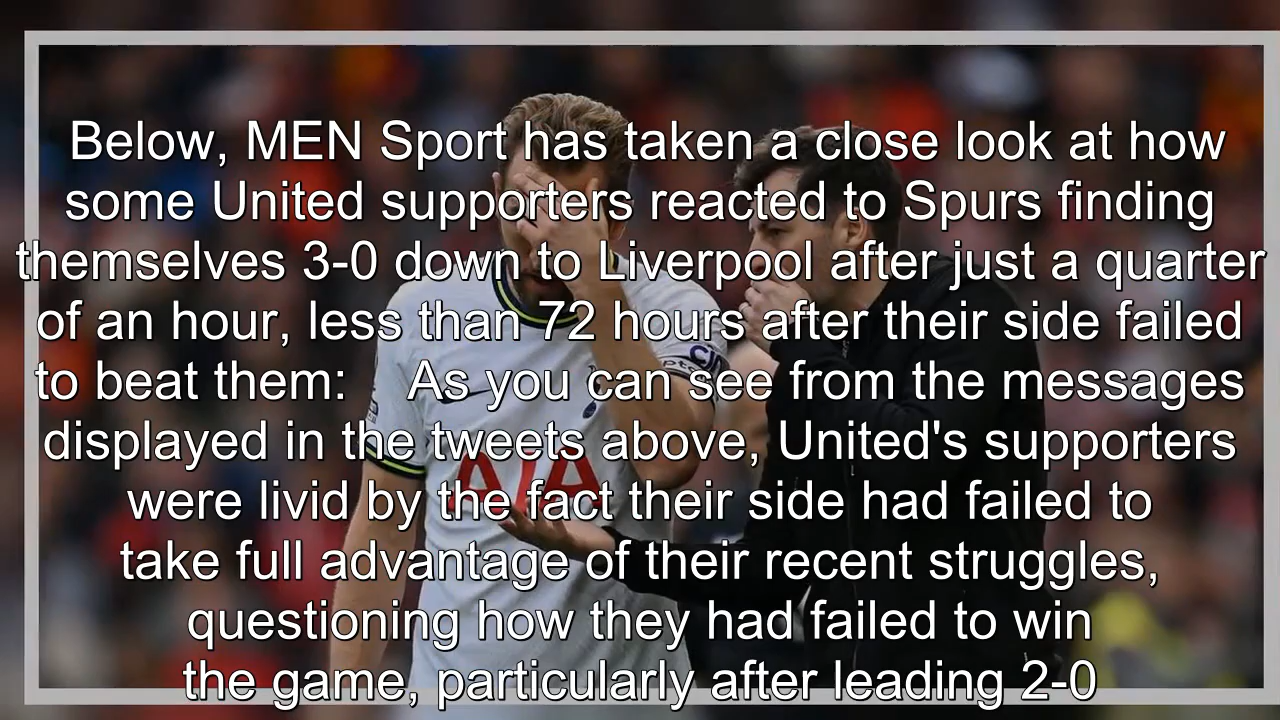 Below, MEN Sport has taken a close look at how
some United supporters reacted to Spurs finding
themselves 3-0 down to Liverpool after just a quarter
of an hour, less than 72 hours after their side failed
to beat them:    As you can see from the messages
displayed in the tweets above, United's supporters
were livid by the fact their side had failed to
take full advantage of their recent struggles,
questioning how they had failed to win
the game, particularly after leading 2-0
AIA